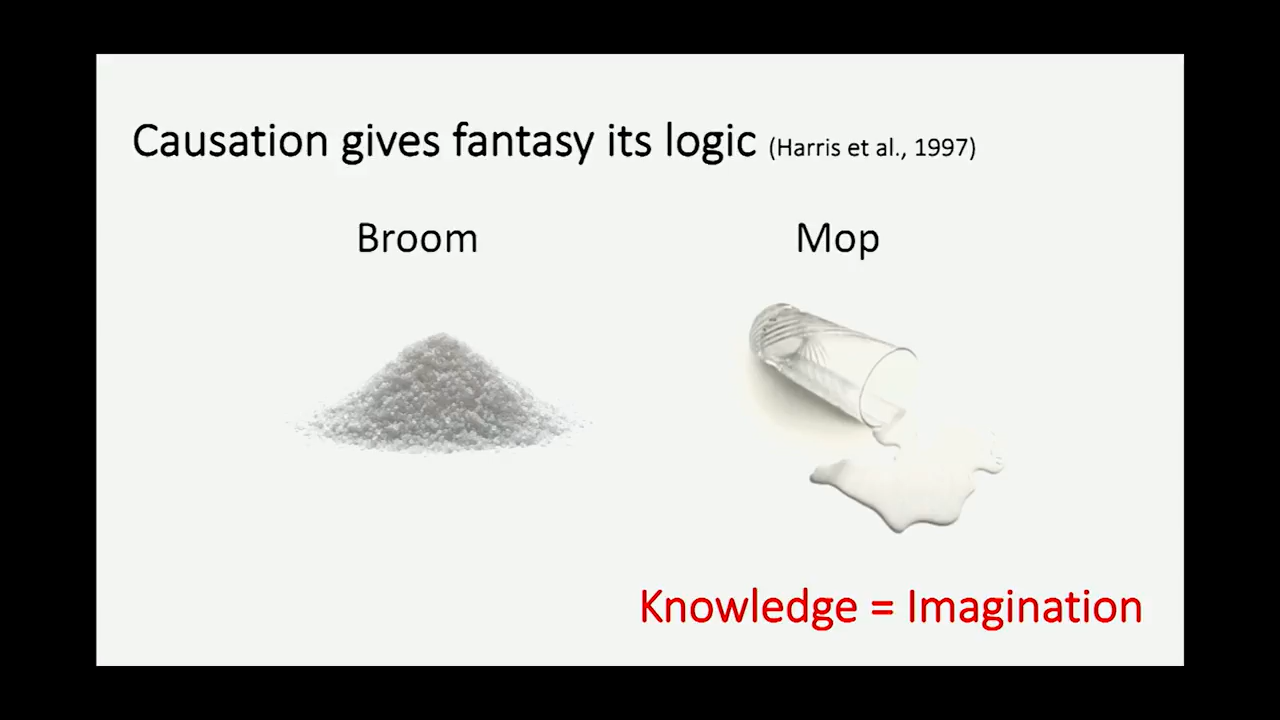 Causation gives fantasy its logic (Harris et al., 1997)
Broom
Mop
Knowledge = Imagination